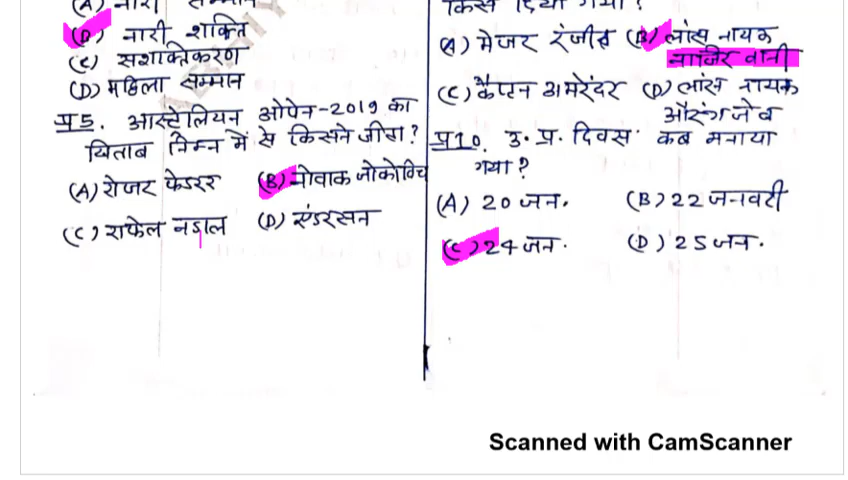 (A) नारी सम्मान
(B) नारी शक्ति
(C) सशक्तिकरण
(D) महिला सम्मान
प्र5. आस्ट्रेलियन ओपेन-2019 का
खिताब निम्न में से किसने जीता?
(A) रोजर फेडरर (B) नोवाक जोकोविच
(C) राफेल नडाल (D) एंडरसन
किसे दिया गया?
(A) मेजर रंजीत (B) लांस नायक
नाजिर वानी
(C) कैप्टन अमरेंदर (D) लांस नायक
औरंगजेब
प्र10. उ.प्र. दिवस कब मनाया
गया?
(A) 20 जन. (B) 22 जनवरी
(C) 24 जन. (D) 25 जन.
Scanned with CamScanner